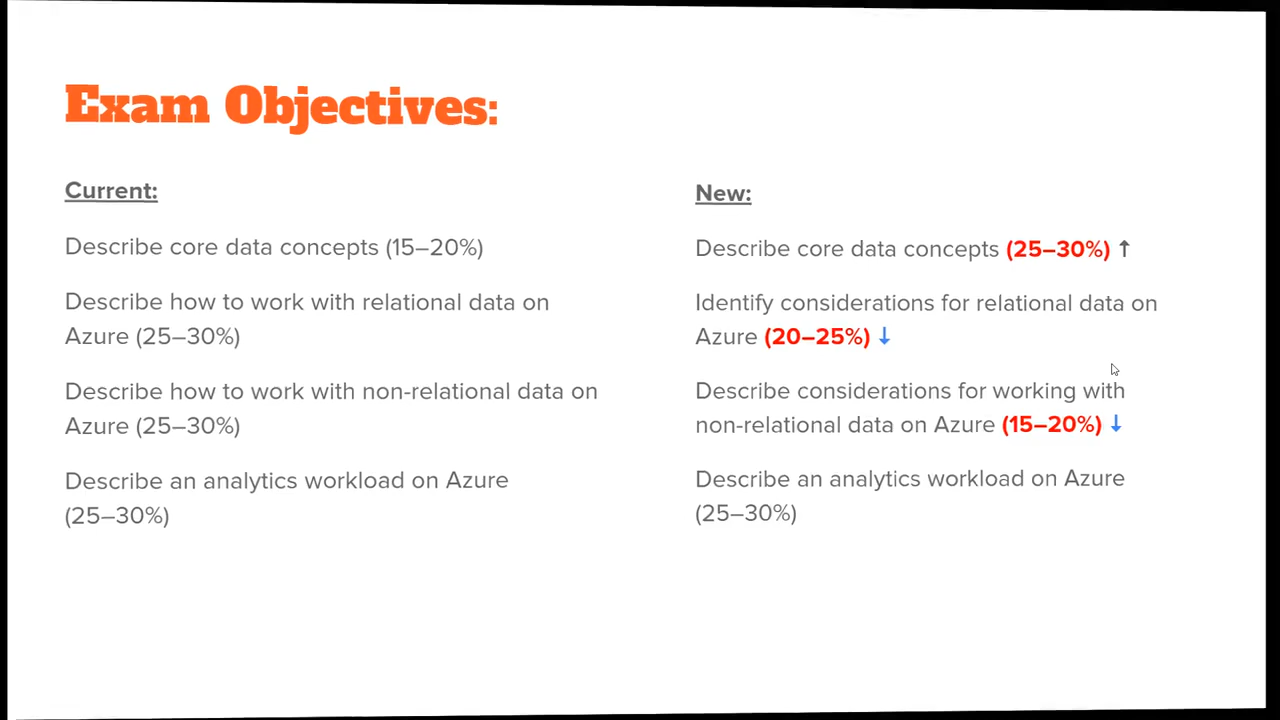 Exam Objectives:
Current:
Describe core data concepts (15–20%)
Describe how to work with relational data on
Azure (25–30%)
Describe how to work with non-relational data on
Azure (25–30%)
Describe an analytics workload on Azure
(25–30%)
New:
Describe core data concepts (25–30%) ↑
Identify considerations for relational data on
Azure (20–25%) ↓
Describe considerations for working with
non-relational data on Azure (15–20%) ↓
Describe an analytics workload on Azure
(25–30%)